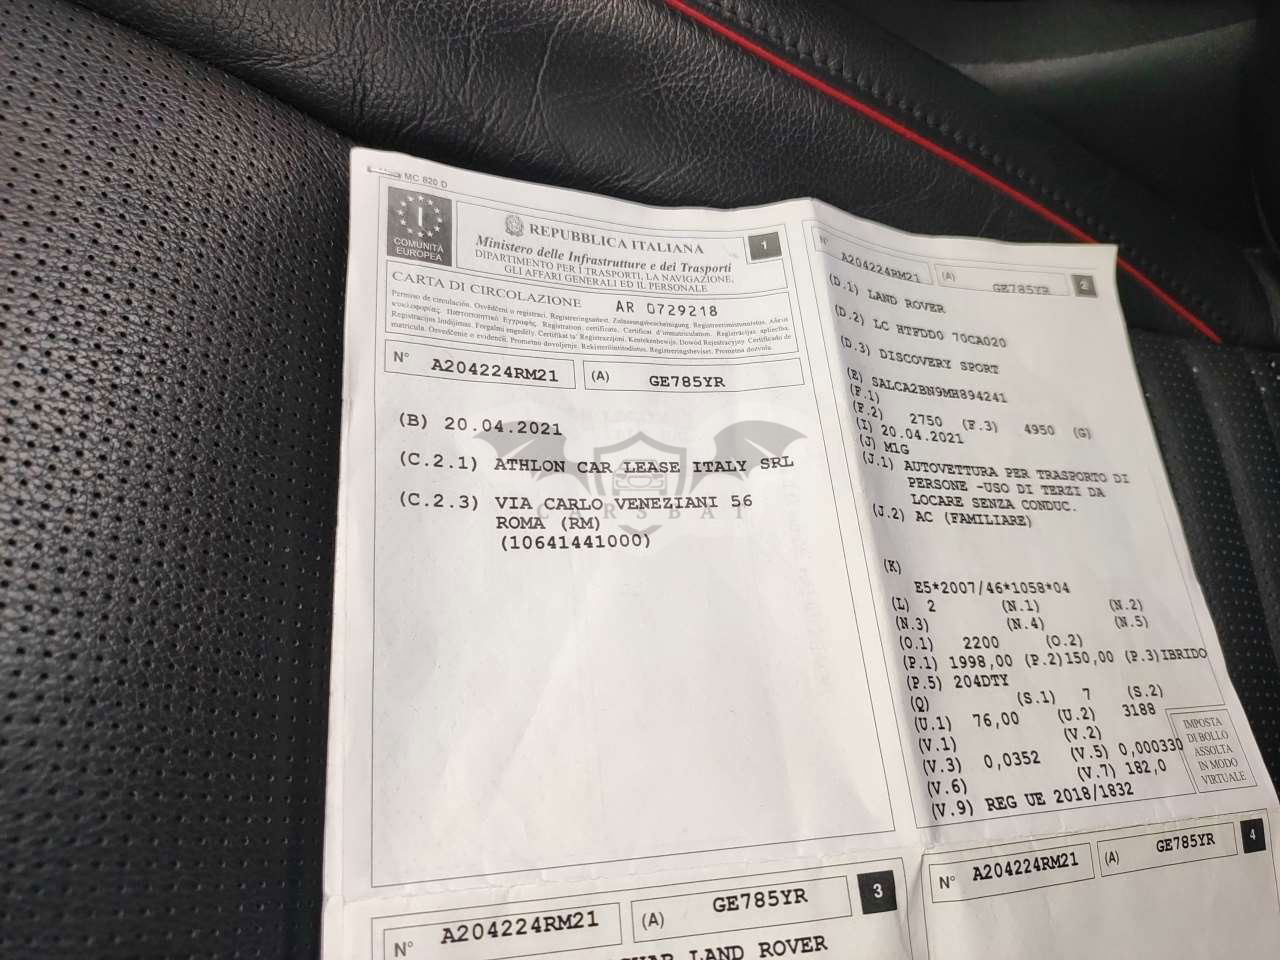 MC 820 D
COMUNITÀ
EUROPEA
REPUBBLICA ITALIANA
1
Ministero delle Infrastrutture e dei Trasporti
DIPARTIMENTO PER I TRASPORTI, LA NAVIGAZIONE,
GLI AFFARI GENERALI ED IL PERSONALE
CARTA DI CIRCOLAZIONE AR 0729218
N° A204224RM21 (A) GE785YR
(B) 20.04.2021
(C.2.1) ATHLON CAR LEASE ITALY SRL
(C.2.3) VIA CARLO VENEZIANI 56
ROMA (RM)
(10641441000)
CARSBAT
N° A204224RM21 (A) GE785YR 2
(D.1) LAND ROVER
(D.2) LC HTFDD0 70CA020
(D.3) DISCOVERY SPORT
(E) SALCA2BN9MH894241
(F.1)
(F.2) 2750 (F.3) 4950 (G)
(I) 20.04.2021
(J) M1G
(J.1) AUTOVETTURA PER TRASPORTO DI
PERSONE -USO DI TERZI DA
LOCARE SENZA CONDUC.
(J.2) AC (FAMILIARE)
(K)
E5*2007/46*1058*04
(L) 2 (N.1) (N.2)
(N.3) (N.4) (N.5)
(O.1) 2200 (O.2)
(P.1) 1998,00 (P.2)150,00 (P.3)IBRIDO
(P.5) 204DTY
(Q) (S.1) 7 (S.2)
(U.1) 76,00 (U.2) 3188
(V.1) (V.2)
(V.3) 0,0352 (V.5) 0,000330
(V.6) (V.7) 182,0
(V.9) REG UE 2018/1832
IMPOSTA
DI BOLLO
ASSOLTA
IN MODO
VIRTUALE
N° A204224RM21 (A) GE785YR 3
LAND ROVER
N° A204224RM21 (A) GE785YR 4